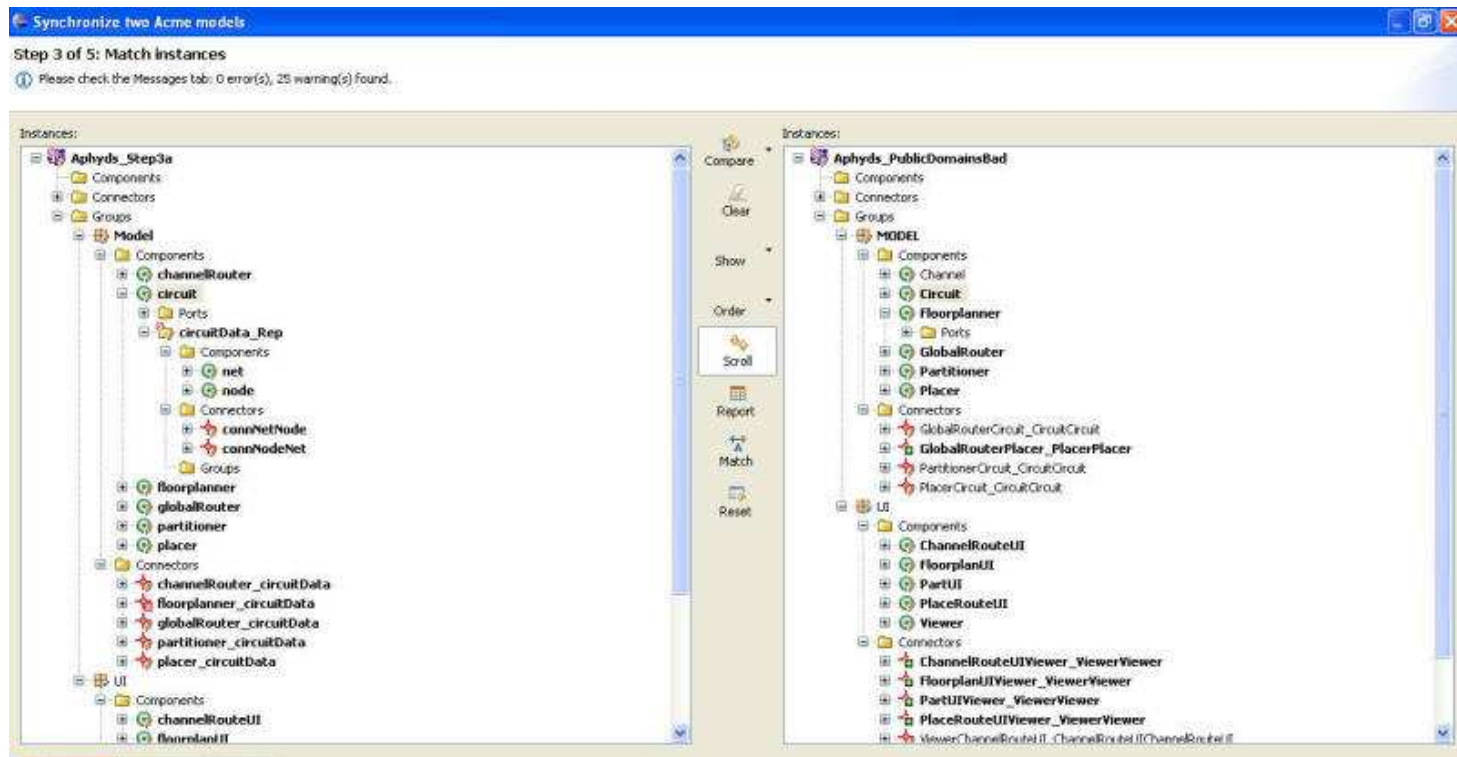 Synchronize two Acme models
Step 3 of 5: Match instances
Please check the Messages tab: 0 error(s), 25 warning(s) found.
Instances:
Aphyds_Step3a
Components
Connectors
Groups
Model
Components
channelRouter
circuit
Ports
circuitData_Rep
Components
net
node
Connectors
connNetNode
connNodeNet
Groups
floorplanner
globalRouter
partitioner
placer
Connectors
channelRouter_circuitData
floorplanner_circuitData
globalRouter_circuitData
partitioner_circuitData
placer_circuitData
UI
Components
channelRouteUI
floorplanUI
Compare
Clear
Show
Order
Scroll
Report
Match
Reset
Instances:
Aphyds_PublicDomainsBad
Components
Connectors
Groups
MODEL
Components
Channel
Circuit
Floorplanner
Ports
GlobalRouter
Partitioner
Placer
Connectors
GlobalRouterCircuit_CircuitCircuit
GlobalRouterPlacer_PlacerPlacer
PartitionerCircuit_CircuitCircuit
PlacerCircuit_CircuitCircuit
UI
Components
ChannelRouteUI
FloorplanUI
PartUI
PlaceRouteUI
Viewer
Connectors
ChannelRouteUIViewer_ViewerViewer
FloorplanUIViewer_ViewerViewer
PartUIViewer_ViewerViewer
PlaceRouteUIViewer_ViewerViewer
ViewerChannelRouteUI_ChannelRouteUIChannelRouteUI